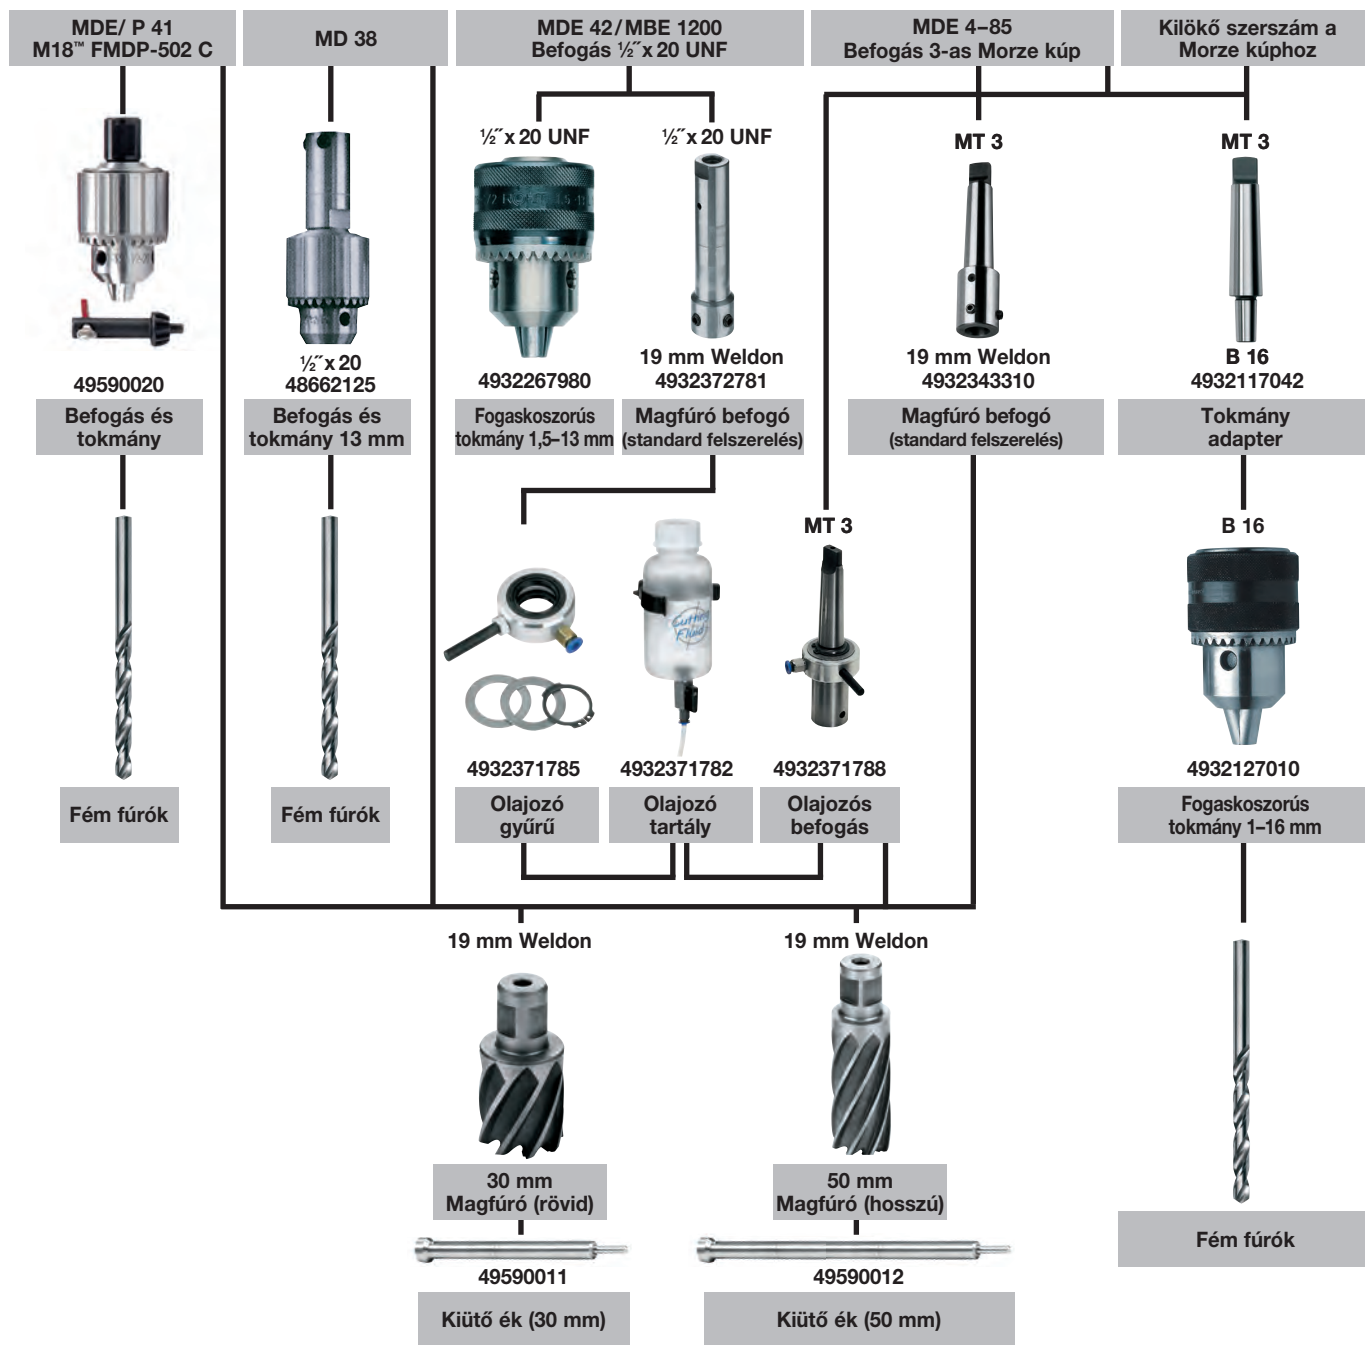 MDE/ P 41
M18™ FMDP-502 C
MD 38
MDE 42/MBE 1200
Befogás ½˝x 20 UNF
MDE 4–85
Befogás 3-as Morze kúp
Kilökő szerszám a
Morze kúphoz
½˝x 20 UNF
½˝x 20 UNF
MT 3
MT 3
½˝x 20
19 mm Weldon
19 mm Weldon
B 16
49590020
48662125
4932267980
4932372781
4932343310
4932117042
Befogás és
tokmány
Befogás és
tokmány 13 mm
Fogaskoszorús
tokmány 1,5–13 mm
Magfúró befogó
(standard felszerelés)
Magfúró befogó
(standard felszerelés)
Tokmány
adapter
MT 3
B 16
Cutting
Fluid
4932371785
4932371782
4932371788
4932127010
Fém fúrók
Fém fúrók
Olajozó
gyűrű
Olajozó
tartály
Olajozós
befogás
Fogaskoszorús
tokmány 1–16 mm
19 mm Weldon
19 mm Weldon
30 mm
Magfúró (rövid)
50 mm
Magfúró (hosszú)
Fém fúrók
49590011
49590012
Kiütő ék (30 mm)
Kiütő ék (50 mm)